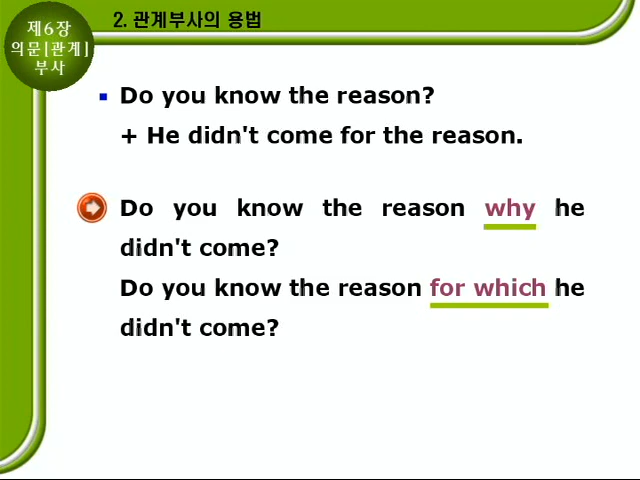 제6장
의문[관계]
부사
2. 관계부사의 용법
Do you know the reason?
+ He didn't come for the reason.
Do you know the reason why he
didn't come?
Do you know the reason for which he
didn't come?